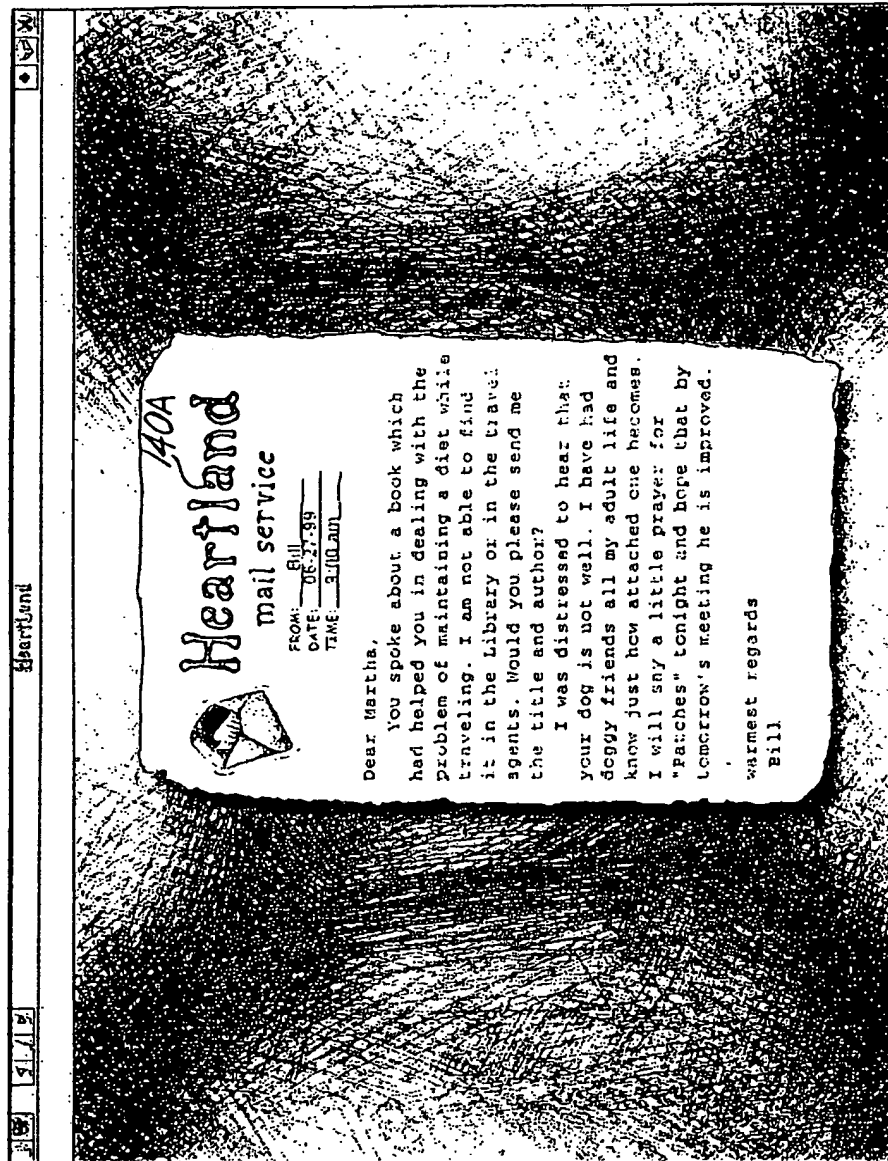 HeartLand
140A
Heartland
mail service
FROM: Bill
DATE: 06-27-99
TIME: 9:00 am
Dear Martha,
You spoke about a book which
had helped you in dealing with the
problem of maintaining a diet while
traveling. I am not able to find
it in the Library or in the travel
agents. Would you please send me
the title and author?
I was distressed to hear that
your dog is not well. I have had
doggy friends all my adult life and
know just how attached one becomes.
I will say a little prayer for
"Patches" tonight and hope that by
tomorrow's meeting he is improved.
warmest regards
Bill